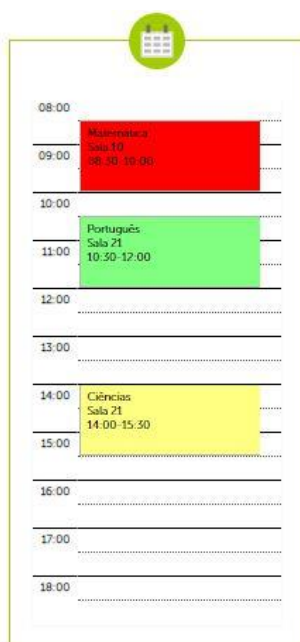 08:00
Matemática
Sala 10
08:30-10:00
09:00
10:00
Português
Sala 21
10:30-12:00
11:00
12:00
13:00
14:00
Ciências
Sala 21
14:00-15:30
15:00
16:00
17:00
18:00